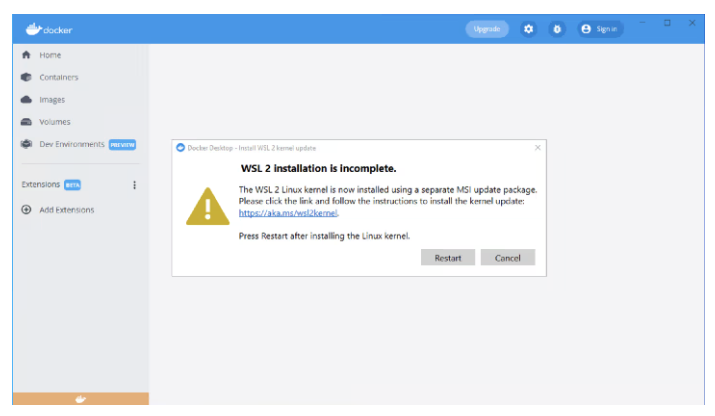 docker
Upgrade
Sign in
Home
Containers
Images
Volumes
Dev Environments PREVIEW
Extensions BETA
Add Extensions
Docker Desktop - Install WSL 2 kernel update
WSL 2 installation is incomplete.
The WSL 2 Linux kernel is now installed using a separate MSI update package.
Please click the link and follow the instructions to install the kernel update:
https://aka.ms/wsl2kernel.
Press Restart after installing the Linux kernel.
Restart
Cancel